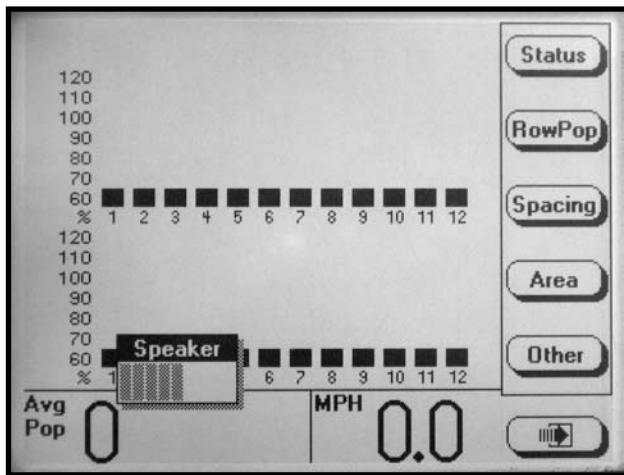 Status
120
110
100
RowPop
90
80
70
60
% 1 2 3 4 5 6 7 8 9 10 11 12
Spacing
120
110
100
Area
90
80
70
Speaker
60
Other
% 1 6 7 8 9 10 11 12
Avg
Pop 0
MPH 0.0